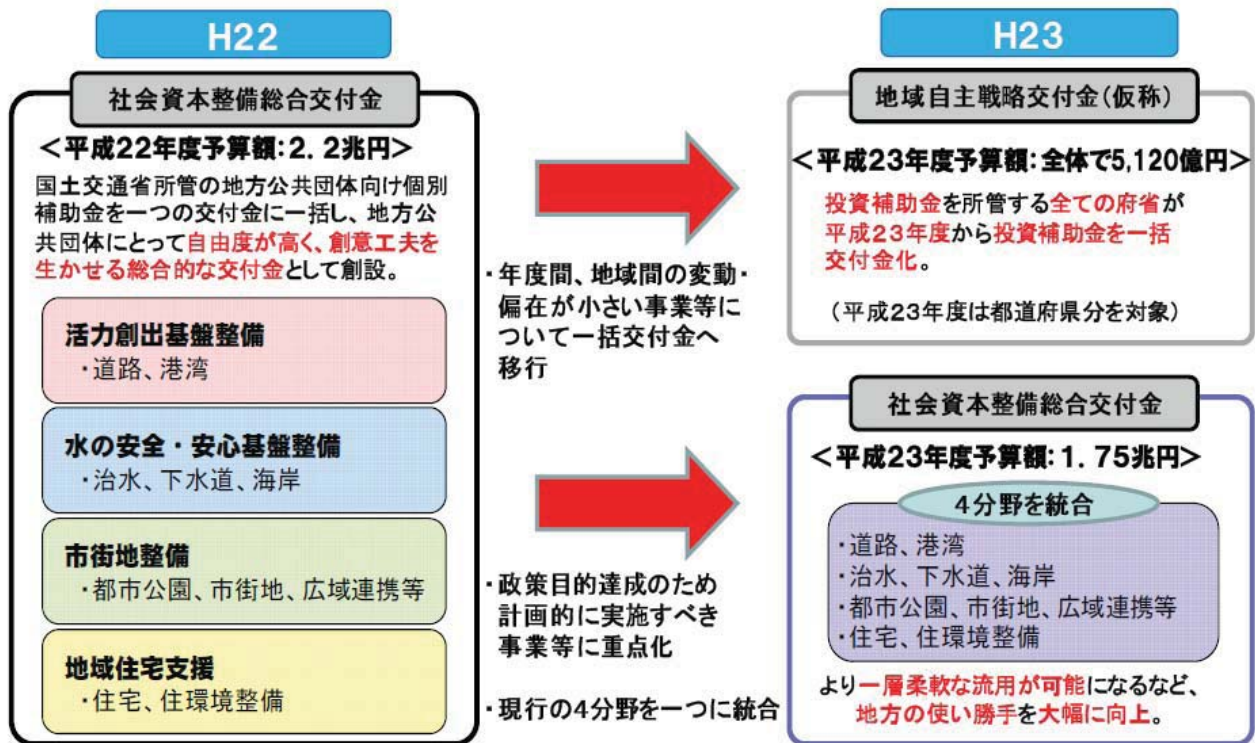 H22
社会資本整備総合交付金
＜平成22年度予算額：2．2兆円＞
国土交通省所管の地方公共団体向け個別
補助金を一つの交付金に一括し、地方公
共団体にとって自由度が高く、創意工夫を
生かせる総合的な交付金として創設。
活力創出基盤整備
・道路、港湾
水の安全・安心基盤整備
・治水、下水道、海岸
市街地整備
・都市公園、市街地、広域連携等
地域住宅支援
・住宅、住環境整備
・年度間、地域間の変動・
偏在が小さい事業等に
ついて一括交付金へ
移行
・政策目的達成のため
計画的に実施すべき
事業等に重点化
・現行の4分野を一つに統合
H23
地域自主戦略交付金（仮称）
＜平成23年度予算額：全体で5,120億円＞
投資補助金を所管する全ての府省が
平成23年度から投資補助金を一括
交付金化。
（平成23年度は都道府県分を対象）
社会資本整備総合交付金
＜平成23年度予算額：1．75兆円＞
4分野を統合
・道路、港湾
・治水、下水道、海岸
・都市公園、市街地、広域連携等
・住宅、住環境整備
より一層柔軟な流用が可能になるなど、
地方の使い勝手を大幅に向上。